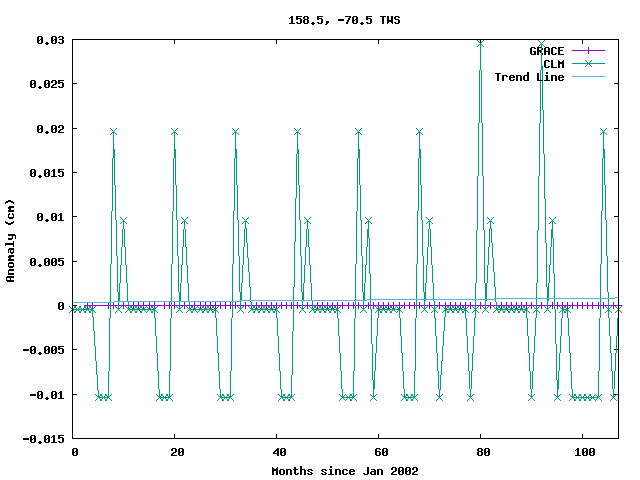 158.5, -70.5 TWS
GRACE
CLM
Trend Line
0.03
0.025
0.02
0.015
0.01
0.005
0
-0.005
-0.01
-0.015
Anomaly (cm)
0 20 40 60 80 100
Months since Jan 2002